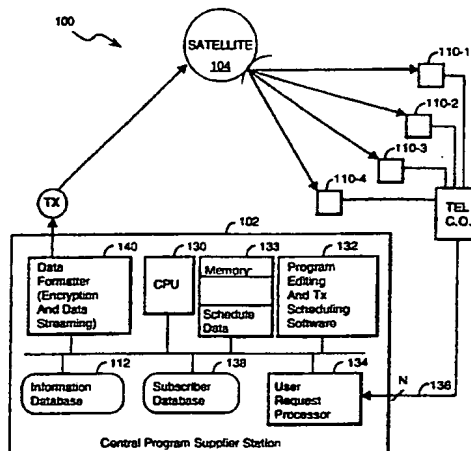 100
SATELLITE
104
110-1
110-2
110-3
110-4
TX
TEL
C.O.
102
140
130
133
132
Data
Formatter
(Encryption
And Data
Streaming)
CPU
Memory
Schedule
Data
Program
Editing
And Tx
Scheduling
Software
112
138
134
N
136
Information
Database
Subscriber
Database
User
Request
Processor
Central Program Supplier Station